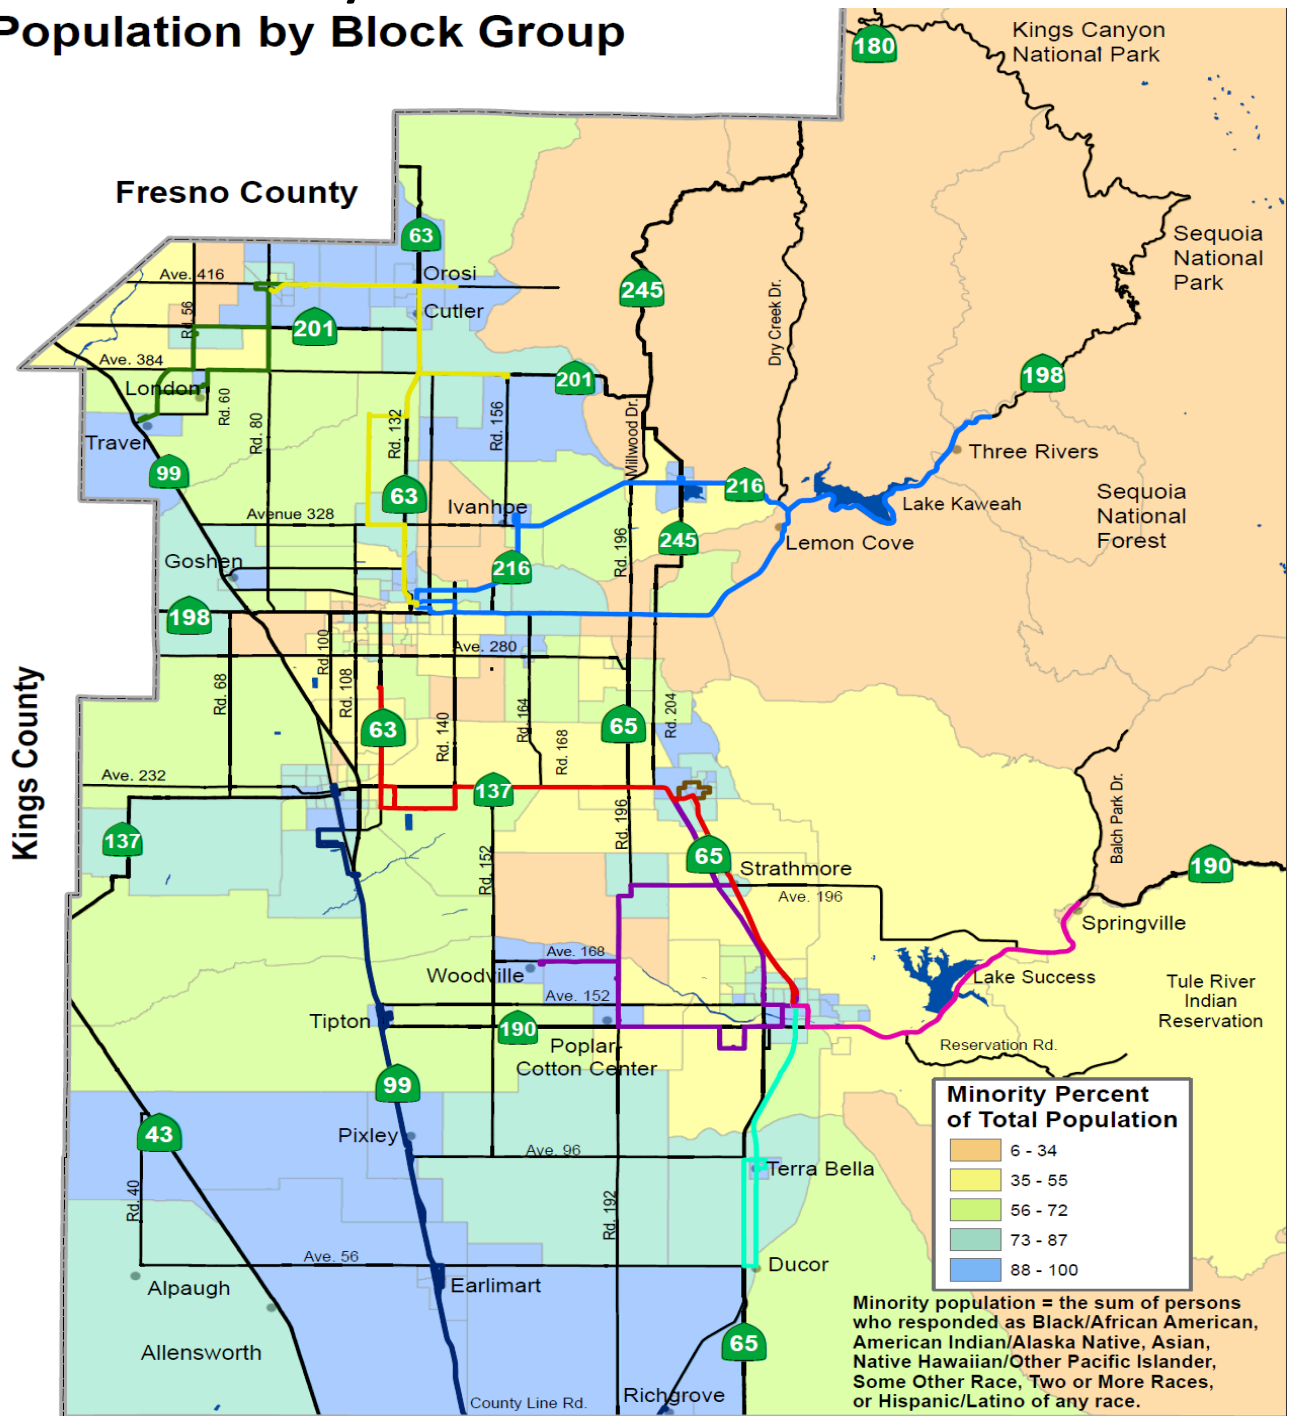 Population by Block Group
180
Kings Canyon
National Park
Fresno County
63
Sequoia
National
Park
Ave. 416
Orosi
245
Rd. 56
201
Cutler
Dry Creek Dr.
Ave. 384
London
201
198
Rd. 60
Rd. 80
Rd. 132
Rd. 156
Millwood Dr.
Traver
99
63
216
Three Rivers
Ivanhoe
Lake Kaweah
Sequoia
National
Forest
Avenue 328
245
Lemon Cove
Goshen
216
Rd. 196
198
Ave. 280
Rd. 100
Rd. 108
Rd. 68
Kings County
63
Rd. 140
Rd. 164
Rd. 168
65
Rd. 204
Ave. 232
137
137
Rd. 196
Rd. 152
65
Strathmore
Balch Park Dr.
190
Ave. 196
Springville
Ave. 168
Woodville
Lake Success
Tule River
Indian
Reservation
Ave. 152
Tipton
190
Poplar-
Cotton Center
Reservation Rd.
99
Minority Percent
of Total Population
6 - 34
35 - 55
56 - 72
73 - 87
88 - 100
43
Pixley
Ave. 96
Terra Bella
Rd. 40
Rd. 192
Ave. 56
Ducor
Alpaugh
Earlimart
Allensworth
65
Richgrove
County Line Rd.
Minority population = the sum of persons
who responded as Black/African American,
American Indian/Alaska Native, Asian,
Native Hawaiian/Other Pacific Islander,
Some Other Race, Two or More Races,
or Hispanic/Latino of any race.